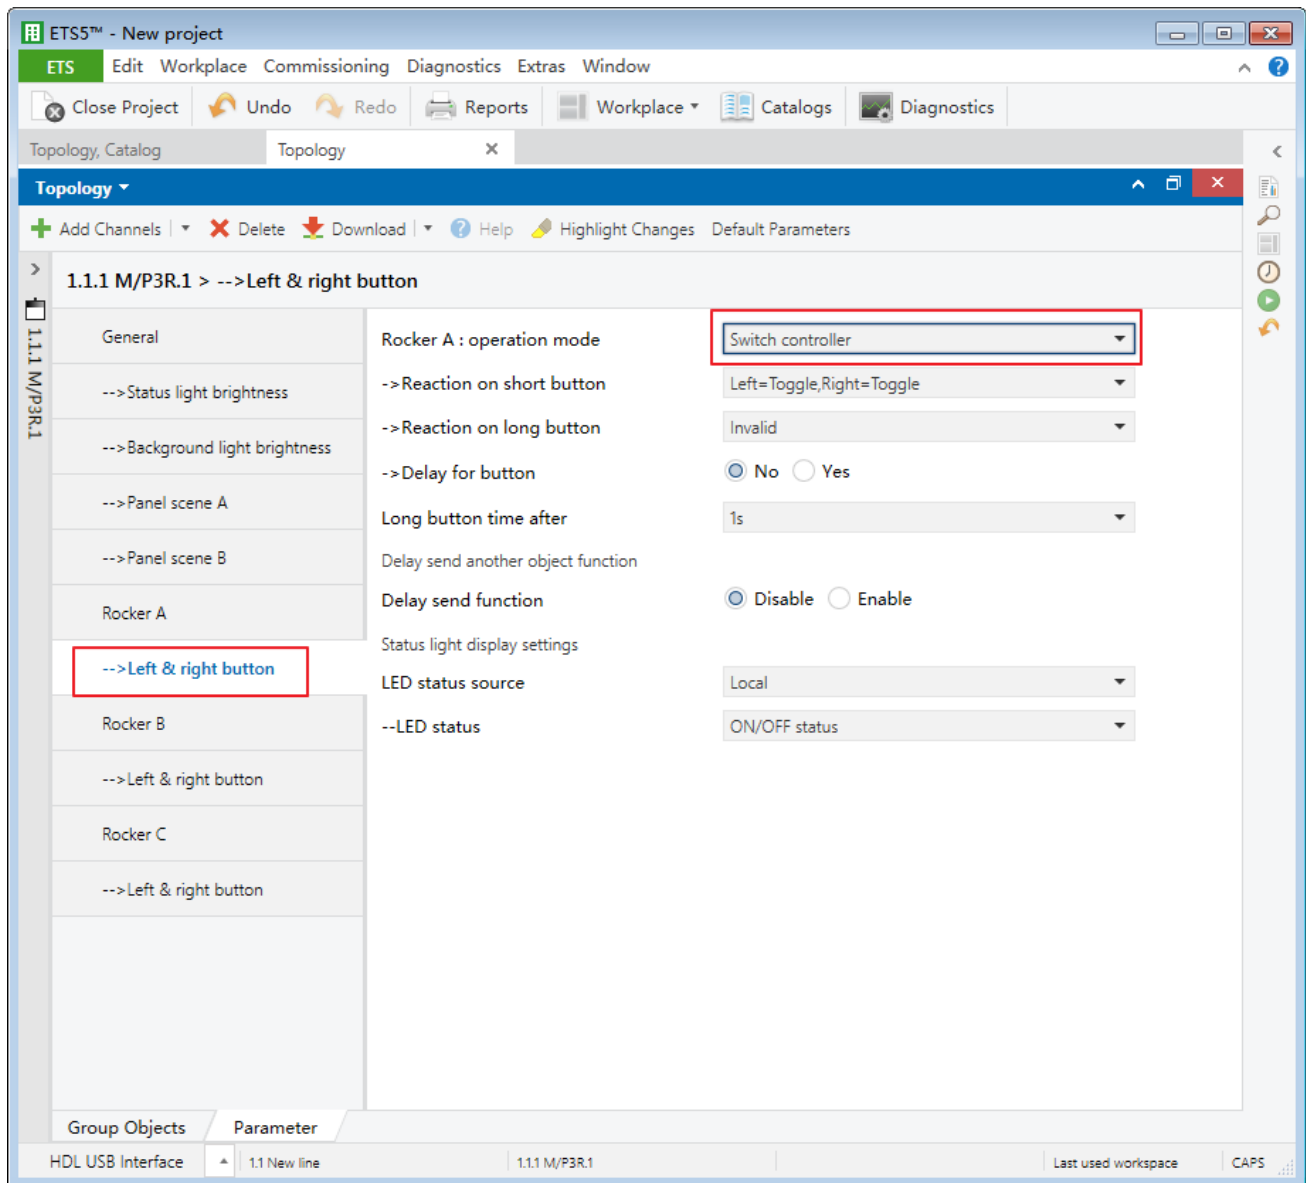 ETS5™ - New project
ETS Edit Workplace Commissioning Diagnostics Extras Window
Close Project Undo Redo Reports Workplace Catalogs Diagnostics
Topology, Catalog Topology
Topology
Add Channels Delete Download Help Highlight Changes Default Parameters
1.1.1 M/P3R.1 > -->Left & right button
1.1.1 M/P3R.1
General
-->Status light brightness
-->Background light brightness
-->Panel scene A
-->Panel scene B
Rocker A
-->Left & right button
Rocker B
-->Left & right button
Rocker C
-->Left & right button
Rocker A : operation mode Switch controller
->Reaction on short button Left=Toggle,Right=Toggle
->Reaction on long button Invalid
->Delay for button No Yes
Long button time after 1s
Delay send another object function
Delay send function Disable Enable
Status light display settings
LED status source Local
--LED status ON/OFF status
Group Objects Parameter
HDL USB Interface 1.1 New line 1.1.1 M/P3R.1 Last used workspace CAPS